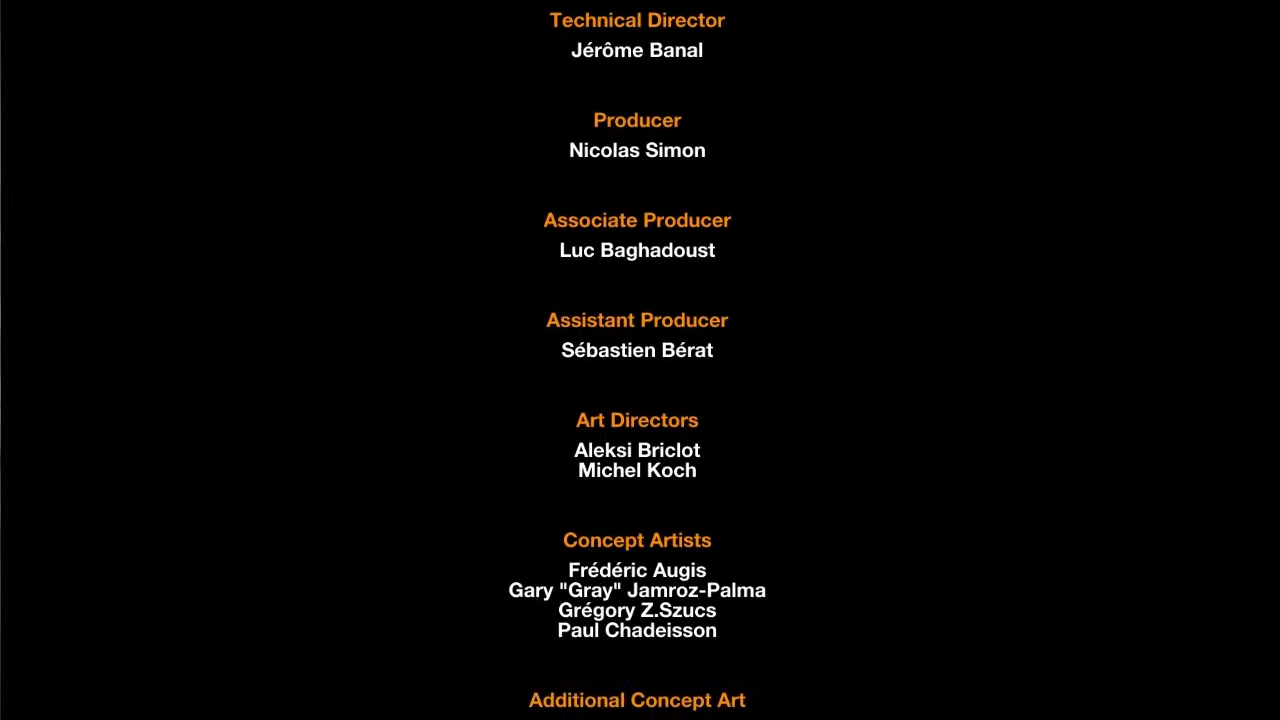 Technical Director
Jérôme Banal
Producer
Nicolas Simon
Associate Producer
Luc Baghadoust
Assistant Producer
Sébastien Bérat
Art Directors
Aleksi Briclot
Michel Koch
Concept Artists
Frédéric Augis
Gary "Gray" Jamroz-Palma
Grégory Z.Szucs
Paul Chadeisson
Additional Concept Art